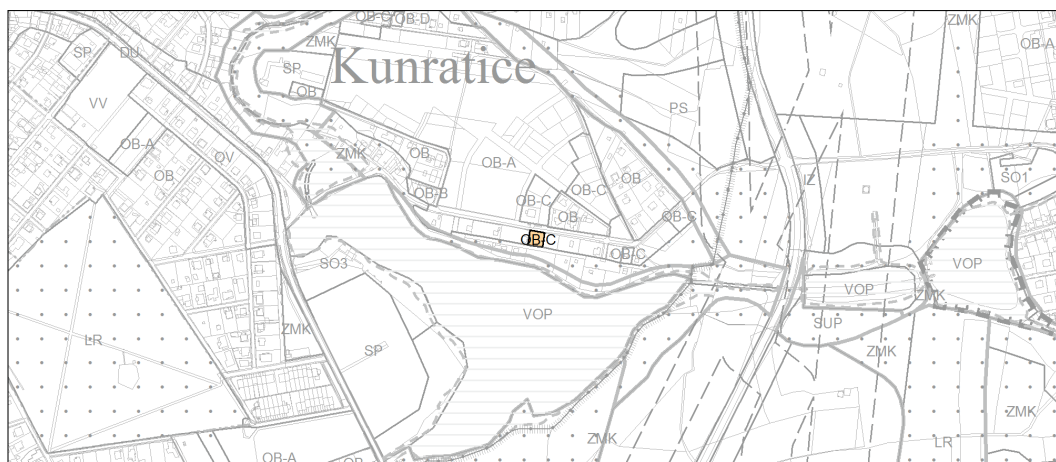 OB-C
OB-D
ZMK
ZMK
OB-A
SP
DU
Kunratice
SP
VV
OB
PS
OB-A
OV
ZMK
OB
OB-A
OB
OB-B
OB-C
OB-C
OB
IZ
SO1
OB
OB-C
OB-C
OB-C
SO3
VOP
VOP
VOP
ZMK
LR
ZMK
SP
SUP
ZMK
ZMK
ZMK
LR
OB-A
OB